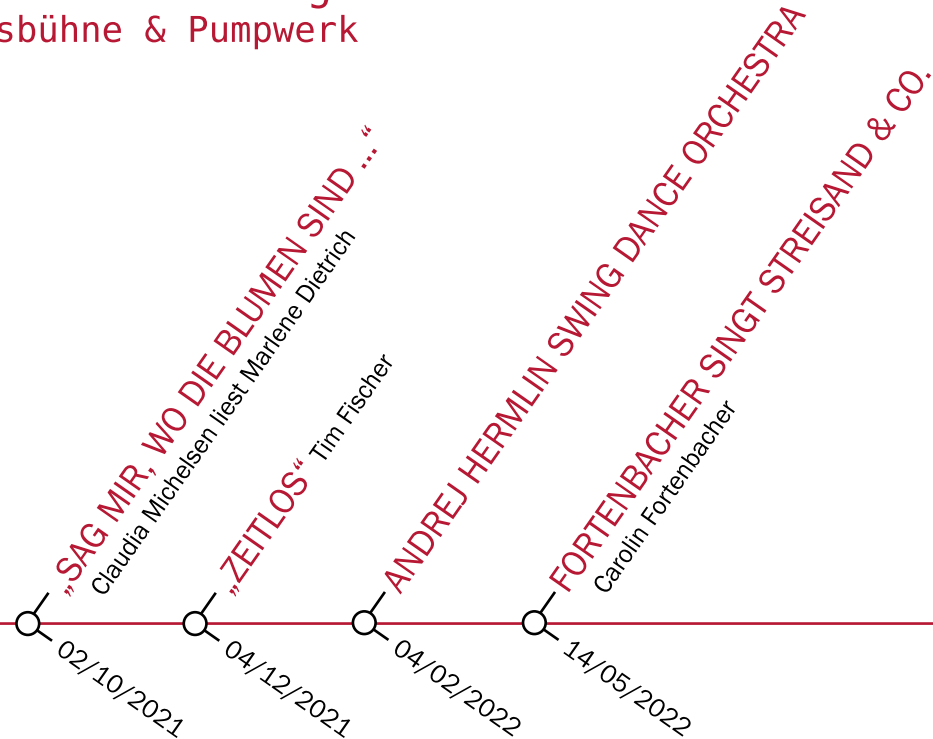 sbühne & Pumpwerk
„SAG MIR, WO DIE BLUMEN SIND ... “
Claudia Michelsen liest Marlene Dietrich
02/10/2021
„ZEITLOS“ Tim Fischer
04/12/2021
ANDREJ HERMLIN SWING DANCE ORCHESTRA
04/02/2022
FORTENBACHER SINGT STREISAND & CO.
Carolin Fortenbacher
14/05/2022